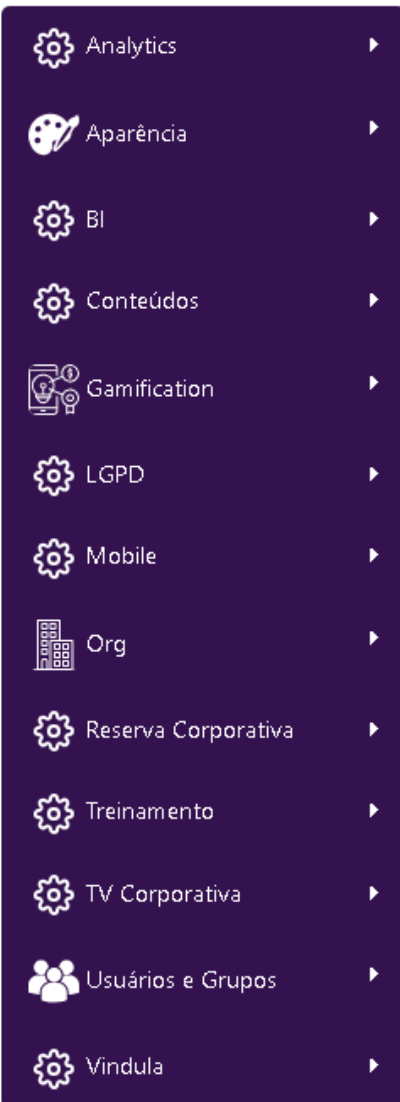 Analytics
Aparência
BI
Conteúdos
Gamification
LGPD
Mobile
Org
Reserva Corporativa
Treinamento
TV Corporativa
Usuários e Grupos
Vindula